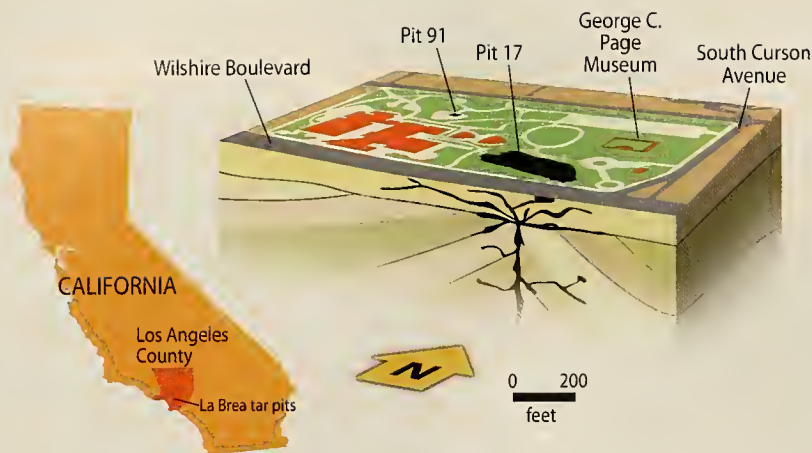 George C.
Page
Museum
Pit 91
Pit 17
South Curson
Avenue
Wilshire Boulevard
CALIFORNIA
Los Angeles
County
La Brea tar pits
N
0 200
feet